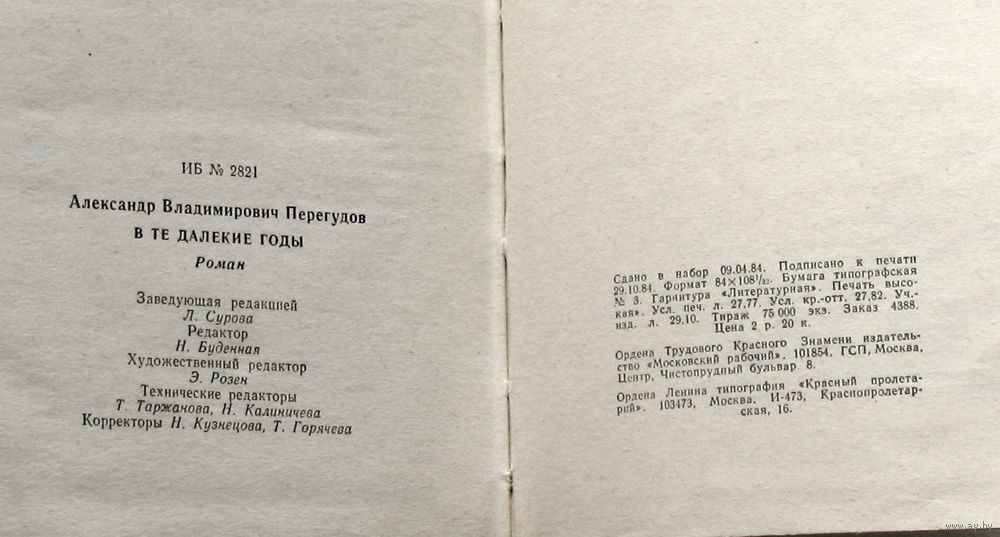 ИБ № 2821
Александр Владимирович Перегудов
В ТЕ ДАЛЕКИЕ ГОДЫ
Роман
Заведующая редакцией
Л. Сурова
Редактор
Н. Буденная
Художественный редактор
Э. Розен
Технические редакторы
Т. Таржанова, Н. Калиничева
Корректоры Н. Кузнецова, Т. Горячева
Сдано в набор 09.04.84. Подписано к печати
29.10.84. Формат 84×108¹/₃₂. Бумага типографская
№ 3. Гарнитура «Литературная». Печать высо-
кая». Усл. печ. л. 27,77. Усл. кр.-отт. 27,82. Уч.-
изд. л. 29,10. Тираж 75 000 экз. Заказ 4388.
Цена 2 р. 20 к.
Ордена Трудового Красного Знамени издатель-
ство «Московский рабочий». 101854, ГСП, Москва,
Центр, Чистопрудный бульвар 8.
Ордена Ленина типография «Красный пролета-
рий». 103473, Москва, И-473, Краснопролетар-
ская, 16.
www.ay.by